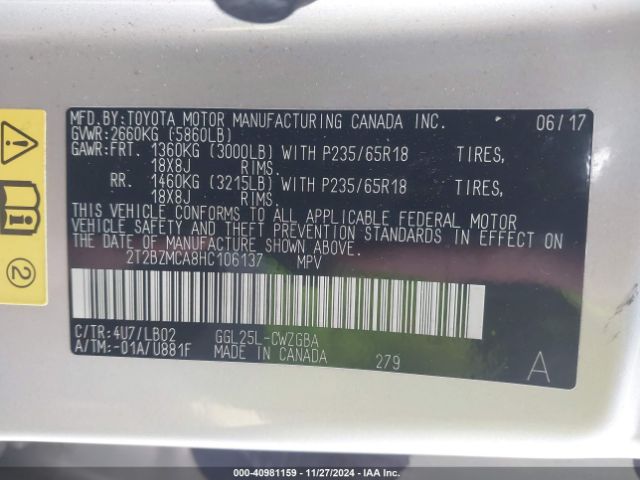 MFD.BY:TOYOTA MOTOR MANUFACTURING CANADA INC. 06/17
GVWR:2660KG (5860LB)
GAWR:FRT. 1360KG (3000LB) WITH P235/65R18 TIRES,
18X8J RIMS.
RR. 1460KG (3215LB) WITH P235/65R18 TIRES,
18X8J RIMS.
THIS VEHICLE CONFORMS TO ALL APPLICABLE FEDERAL MOTOR
VEHICLE SAFETY AND THEFT PREVENTION STANDARDS IN EFFECT ON
THE DATE OF MANUFACTURE SHOWN ABOVE.
2T2BZMCA8HC106137 MPV
C/TR:4U7/LB02 GGL25L-CWZGBA
A/TM:-01A/U881F MADE IN CANADA 279 A
2
000-40981159 — 11/27/2024 — IAA Inc.